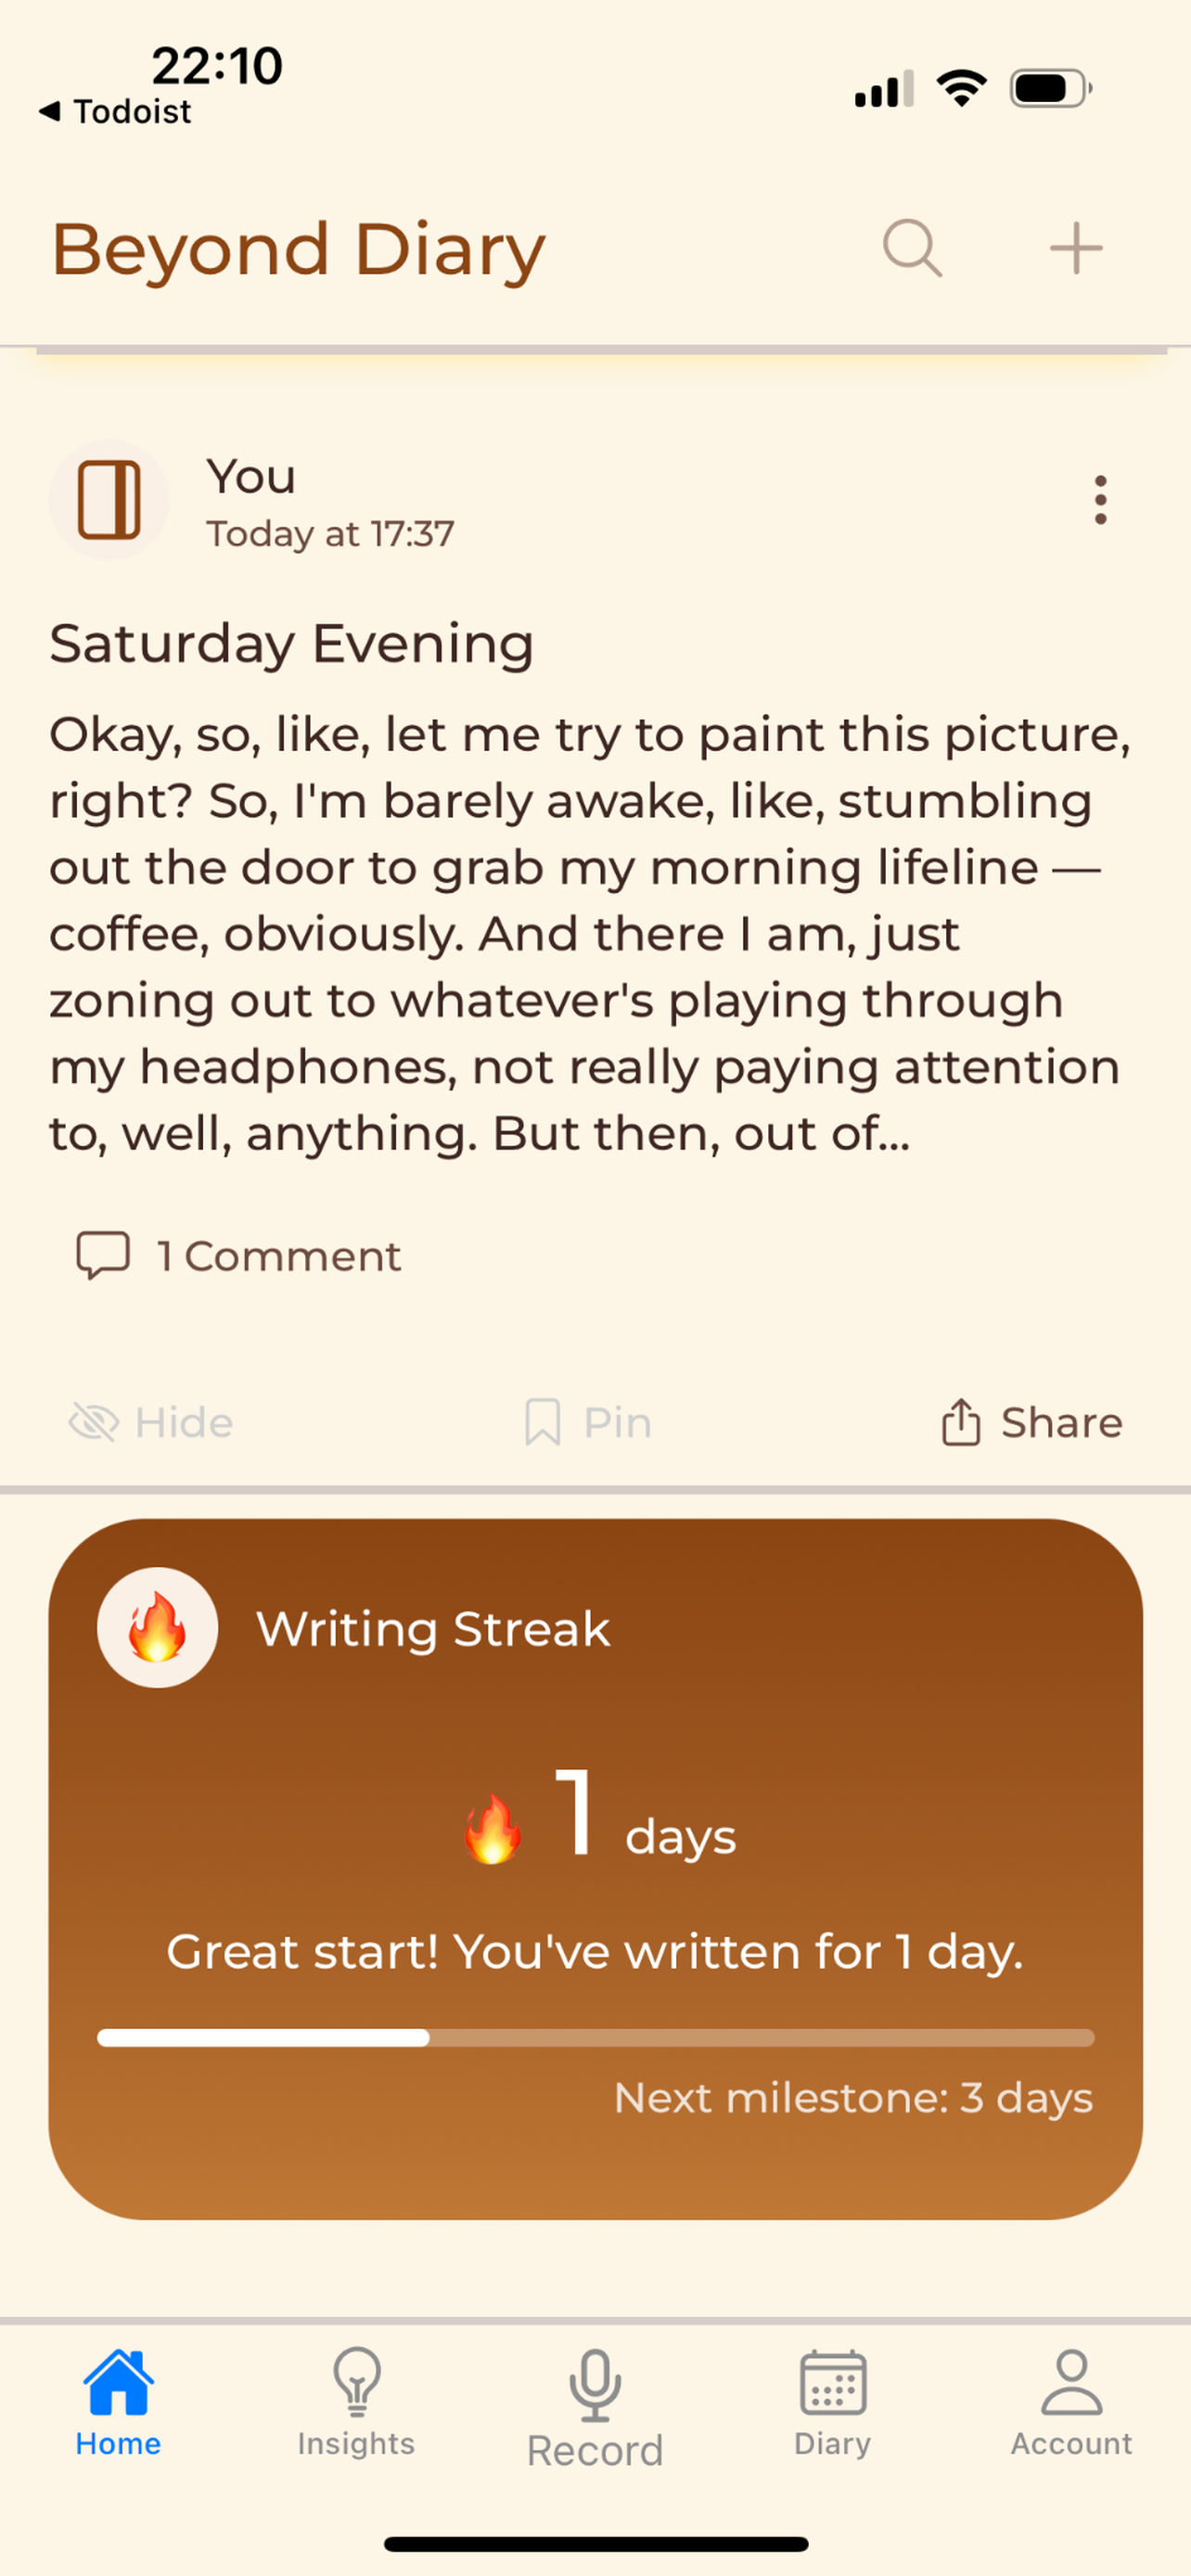 22:10
◀ Todoist
Beyond Diary
You
Today at 17:37
Saturday Evening
Okay, so, like, let me try to paint this picture,
right? So, I'm barely awake, like, stumbling
out the door to grab my morning lifeline —
coffee, obviously. And there I am, just
zoning out to whatever's playing through
my headphones, not really paying attention
to, well, anything. But then, out of...
1 Comment
Hide
Pin
Share
Writing Streak
1 days
Great start! You've written for 1 day.
Next milestone: 3 days
Home
Insights
Record
Diary
Account